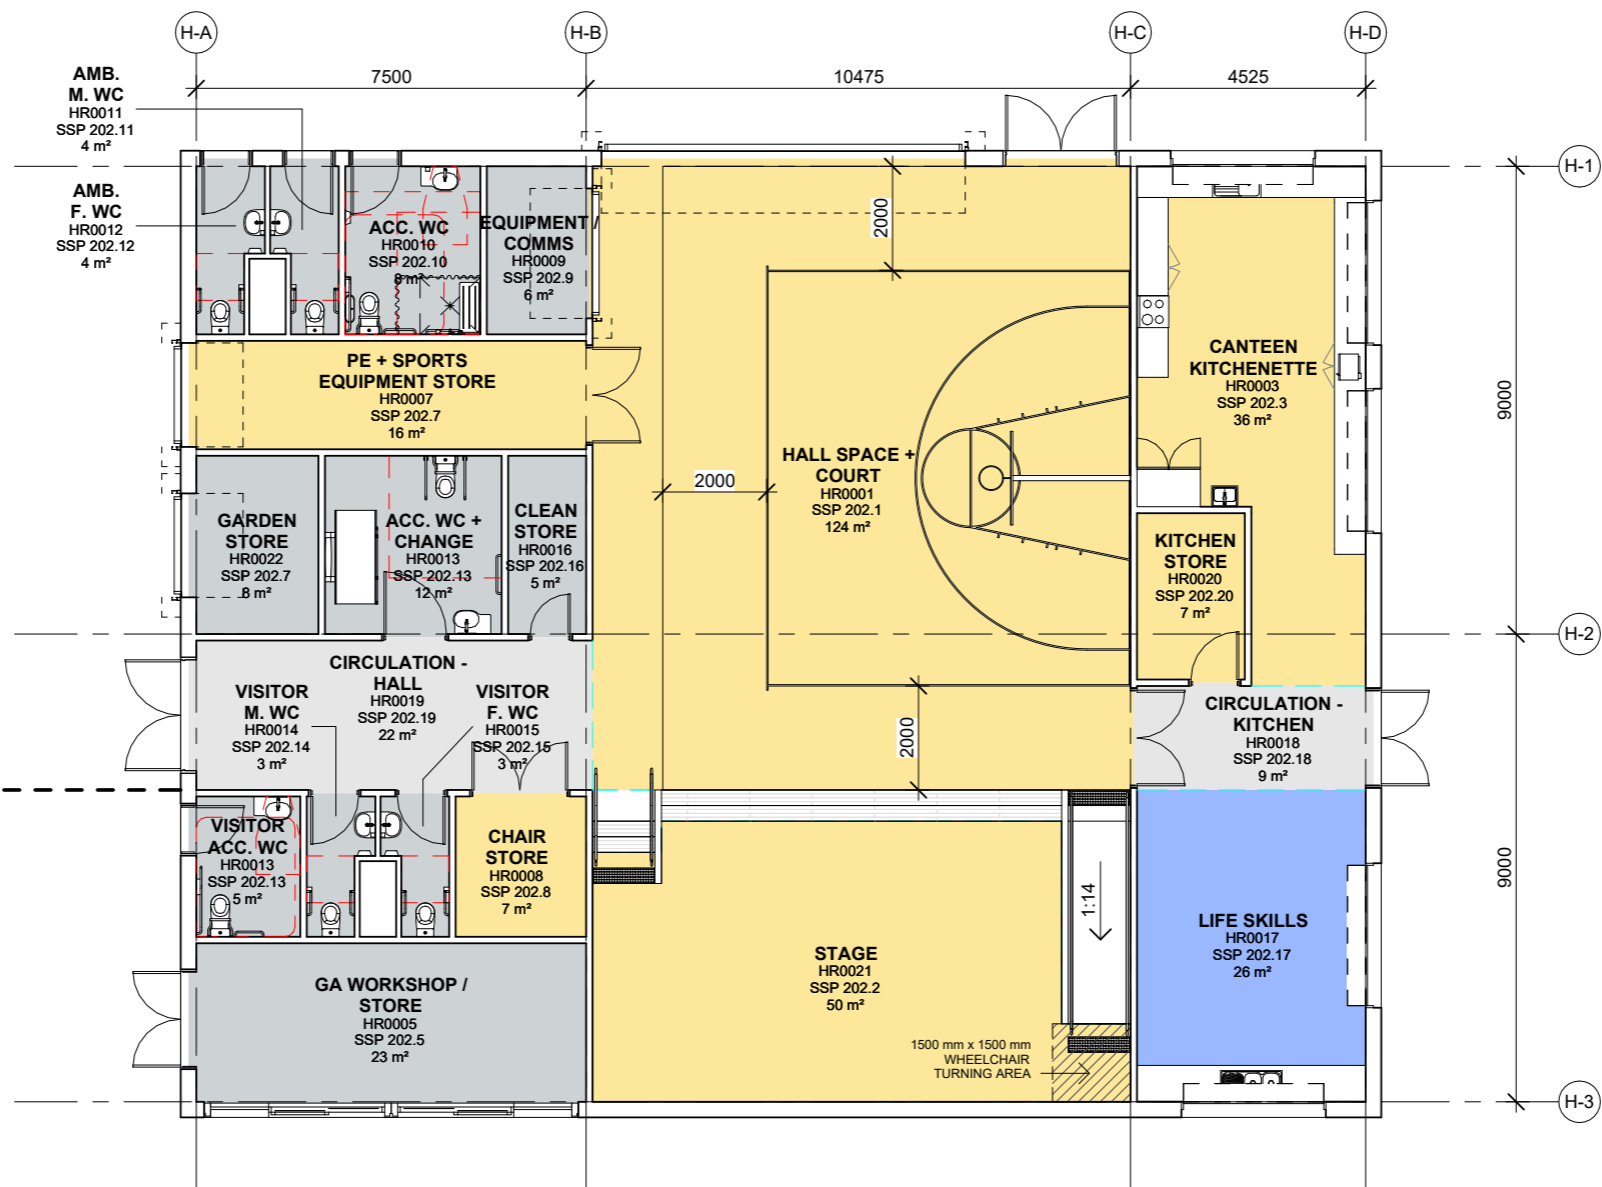 H-A
H-B
H-C
H-D
7500
10475
4525
AMB.
M. WC
HR0011
SSP 202.11
4 m²
AMB.
F. WC
HR0012
SSP 202.12
4 m²
ACC. WC
HR0010
SSP 202.10
8 m²
EQUIPMENT /
COMMS
HR0009
SSP 202.9
6 m²
2000
H-1
PE + SPORTS
EQUIPMENT STORE
HR0007
SSP 202.7
16 m²
CANTEEN
KITCHENETTE
HR0003
SSP 202.3
36 m²
9000
HALL SPACE +
COURT
HR0001
SSP 202.1
124 m²
2000
GARDEN
STORE
HR0022
SSP 202.7
8 m²
ACC. WC +
CHANGE
HR0013
SSP 202.13
12 m²
CLEAN
STORE
HR0016
SSP 202.16
5 m²
KITCHEN
STORE
HR0020
SSP 202.20
7 m²
H-2
CIRCULATION -
HALL
HR0019
SSP 202.19
22 m²
VISITOR
M. WC
HR0014
SSP 202.14
3 m²
VISITOR
F. WC
HR0015
SSP 202.15
3 m²
2000
CIRCULATION -
KITCHEN
HR0018
SSP 202.18
9 m²
VISITOR
ACC. WC
HR0013
SSP 202.13
5 m²
CHAIR
STORE
HR0008
SSP 202.8
7 m²
1:14
9000
LIFE SKILLS
HR0017
SSP 202.17
26 m²
STAGE
HR0021
SSP 202.2
50 m²
GA WORKSHOP /
STORE
HR0005
SSP 202.5
23 m²
1500 mm x 1500 mm
WHEELCHAIR
TURNING AREA
H-3